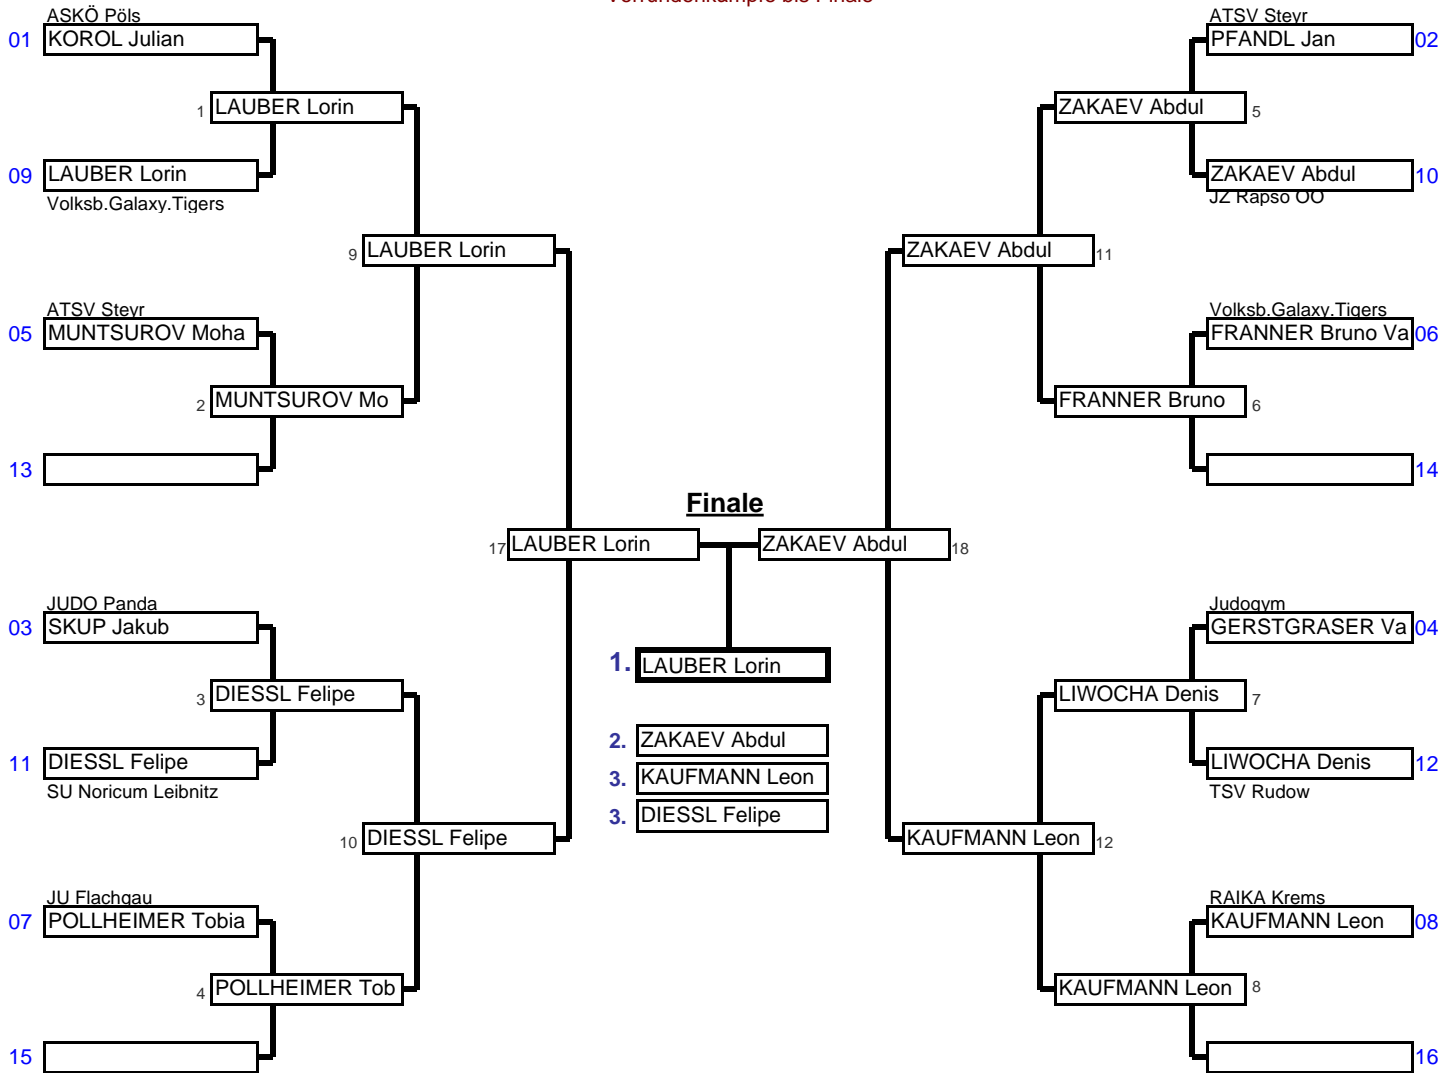 Vorrundenkämpfe bis Finale
ASKÖ Pöls
01 KOROL Julian
1 LAUBER Lorin
09 LAUBER Lorin
Volksb.Galaxy.Tigers
9 LAUBER Lorin
ATSV Steyr
05 MUNTSUROV Moha
2 MUNTSUROV Mo
13
17 LAUBER Lorin
JUDO Panda
03 SKUP Jakub
3 DIESSL Felipe
11 DIESSL Felipe
SU Noricum Leibnitz
10 DIESSL Felipe
JU Flachgau
07 POLLHEIMER Tobia
4 POLLHEIMER Tob
15
Finale
1. LAUBER Lorin
2. ZAKAEV Abdul
3. KAUFMANN Leon
3. DIESSL Felipe
ATSV Steyr
PFANDL Jan 02
ZAKAEV Abdul 5
ZAKAEV Abdul 10
JZ Rapso OÖ
ZAKAEV Abdul 11
Volksb.Galaxy.Tigers
FRANNER Bruno Va 06
FRANNER Bruno 6
14
ZAKAEV Abdul 18
Judogym
GERSTGRASER Va 04
LIWOCHA Denis 7
LIWOCHA Denis 12
TSV Rudow
KAUFMANN Leon 12
RAIKA Krems
KAUFMANN Leon 08
KAUFMANN Leon 8
16